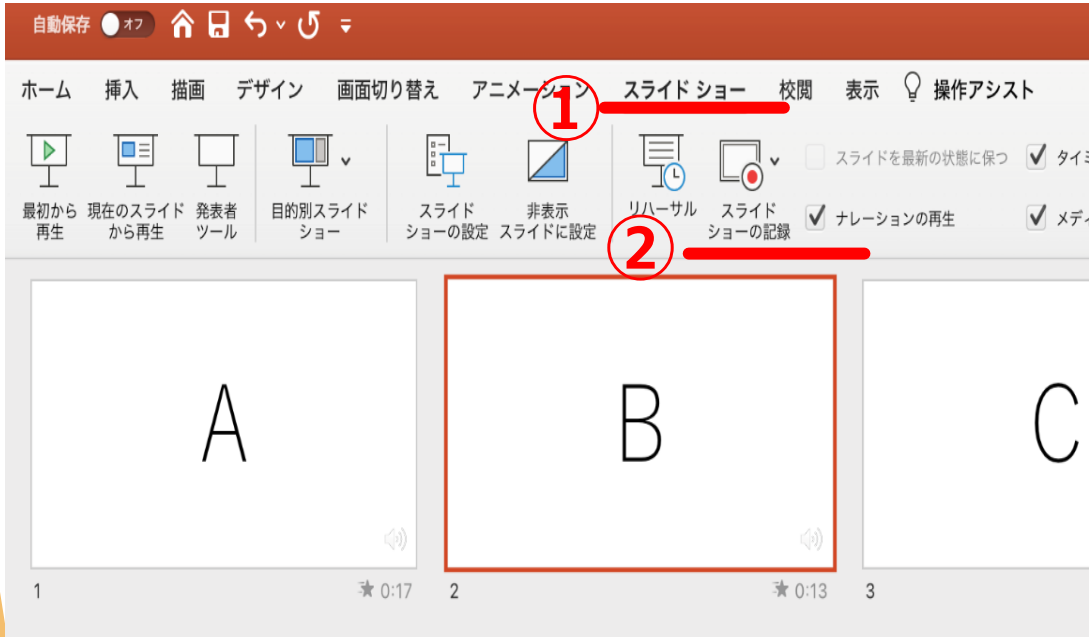 自動保存 オフ
ホーム 挿入 描画 デザイン 画面切り替え アニメーション スライド ショー 校閲 表示 操作アシスト
①
最初から
再生
現在のスライド
から再生
発表者
ツール
目的別スライド
ショー
スライド
ショーの設定
非表示
スライドに設定
リハーサル
スライド
ショーの記録
スライドを最新の状態に保つ
ナレーションの再生
②
A
B
C
1 0:17
2 0:13
3